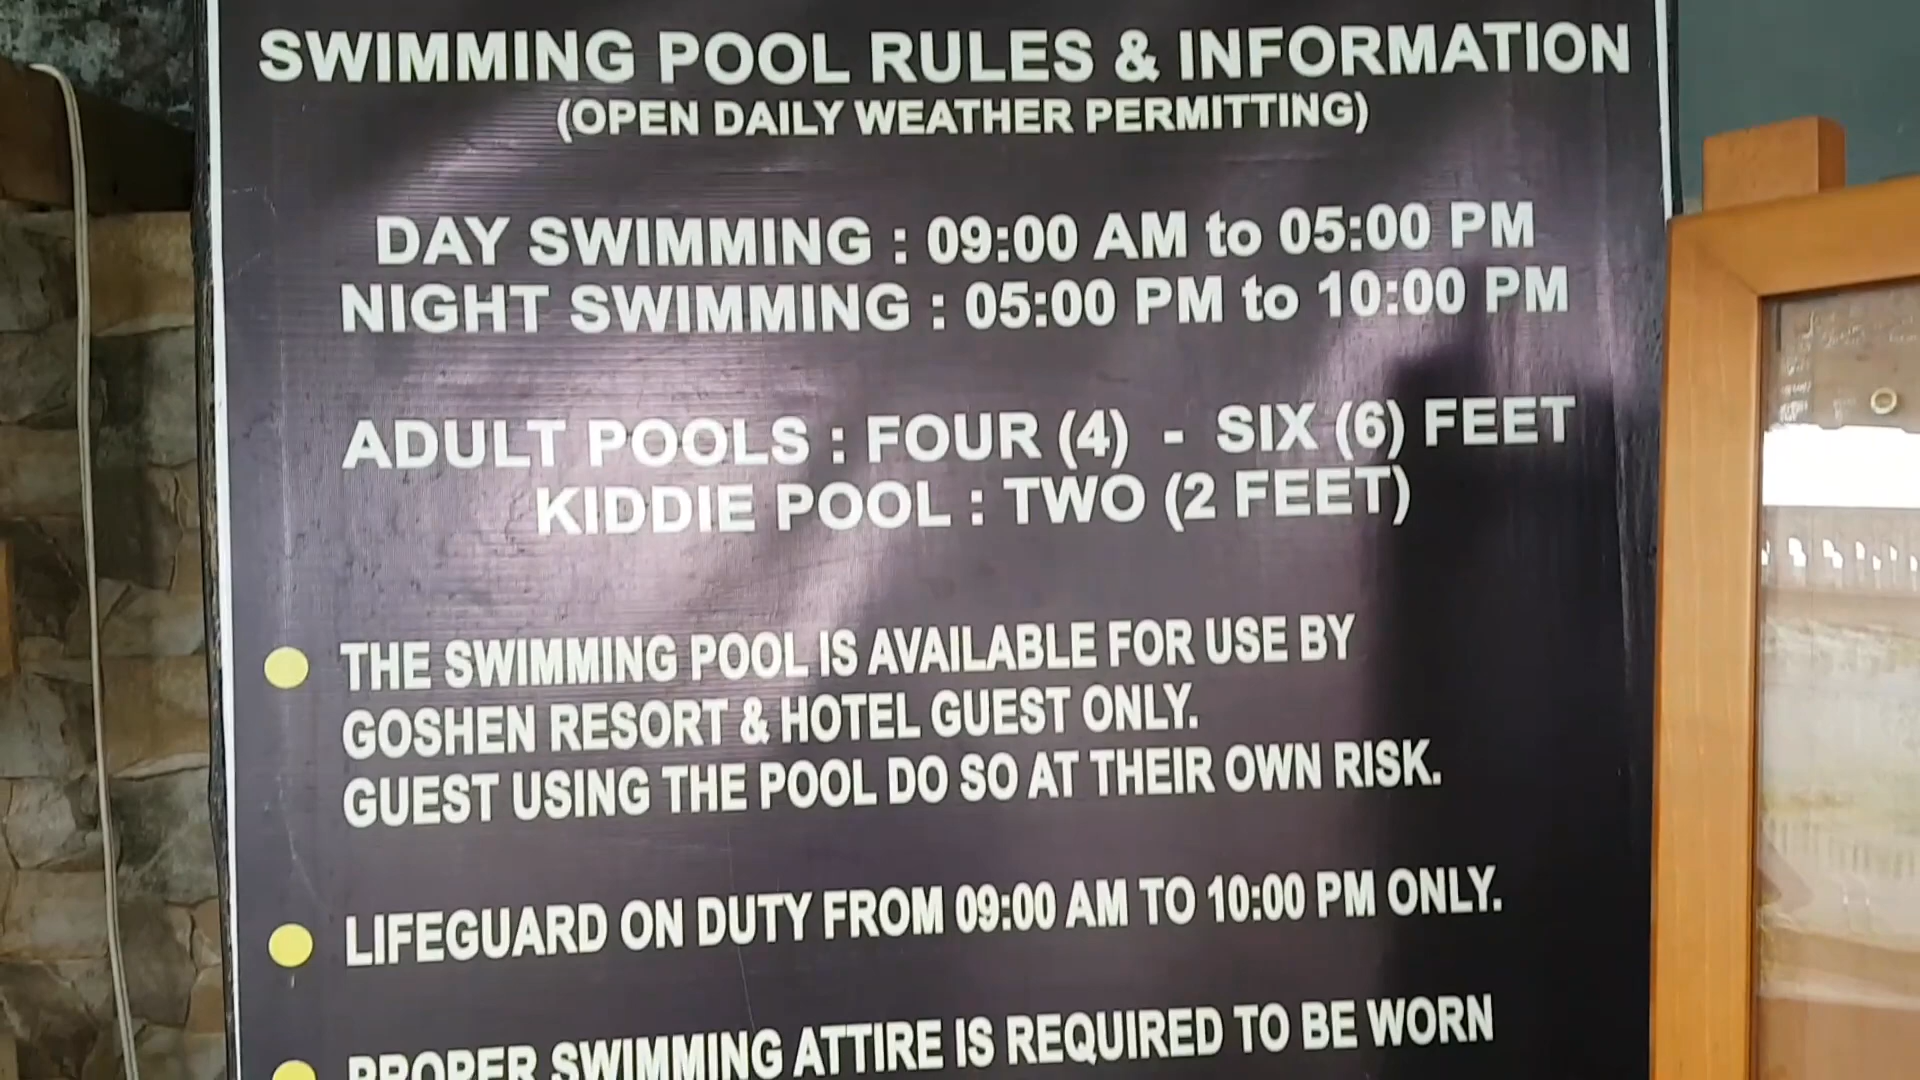 SWIMMING POOL RULES & INFORMATION
(OPEN DAILY WEATHER PERMITTING)
DAY SWIMMING : 09:00 AM to 05:00 PM
NIGHT SWIMMING : 05:00 PM to 10:00 PM
ADULT POOLS : FOUR (4) - SIX (6) FEET
KIDDIE POOL : TWO (2 FEET)
THE SWIMMING POOL IS AVAILABLE FOR USE BY
GOSHEN RESORT & HOTEL GUEST ONLY.
GUEST USING THE POOL DO SO AT THEIR OWN RISK.
LIFEGUARD ON DUTY FROM 09:00 AM TO 10:00 PM ONLY.
PROPER SWIMMING ATTIRE IS REQUIRED TO BE WORN